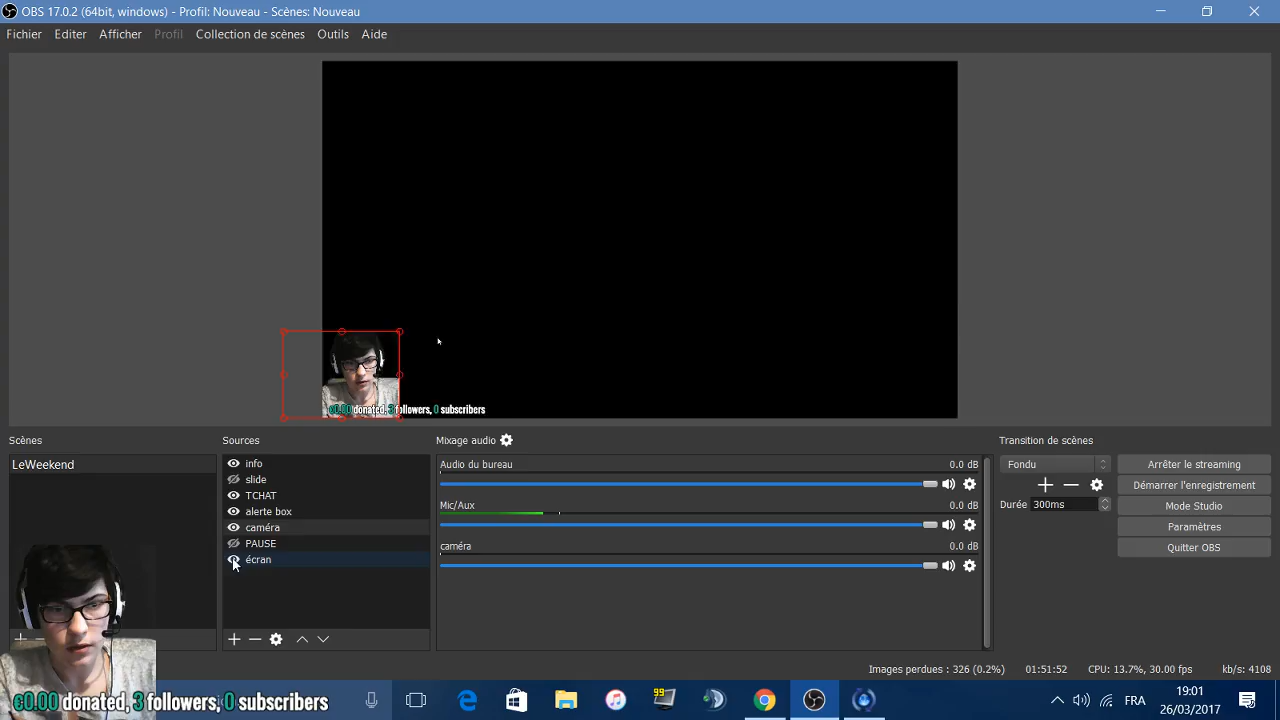 OBS 17.0.2 (64bit, windows) - Profil: Nouveau - Scènes: Nouveau
Fichier Editer Afficher Profil Collection de scènes Outils Aide
€0.00 donated, 3 followers, 0 subscribers
Scènes Sources Mixage audio Transition de scènes
LeWeekend
info
slide
TCHAT
alerte box
caméra
PAUSE
écran
Audio du bureau 0.0 dB
Mic/Aux 0.0 dB
caméra 0.0 dB
Fondu
Durée 300ms
Arrêter le streaming
Démarrer l'enregistrement
Mode Studio
Paramètres
Quitter OBS
Images perdues : 326 (0.2%) 01:51:52 CPU: 13.7%, 30.00 fps kb/s: 4108
€0.00 donated, 3 followers, 0 subscribers
99
FRA
19:01
26/03/2017